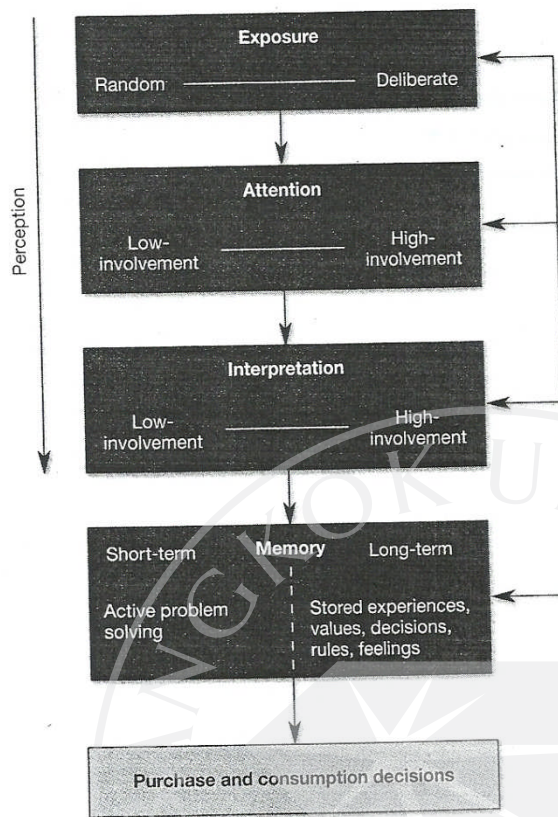 Exposure
Random Deliberate
Perception
Attention
Low-
involvement
High-
involvement
Interpretation
Low-
involvement
High-
involvement
Short-term Memory Long-term
Active problem
solving
Stored experiences,
values, decisions,
rules, feelings
Purchase and consumption decisions
NGKOK U